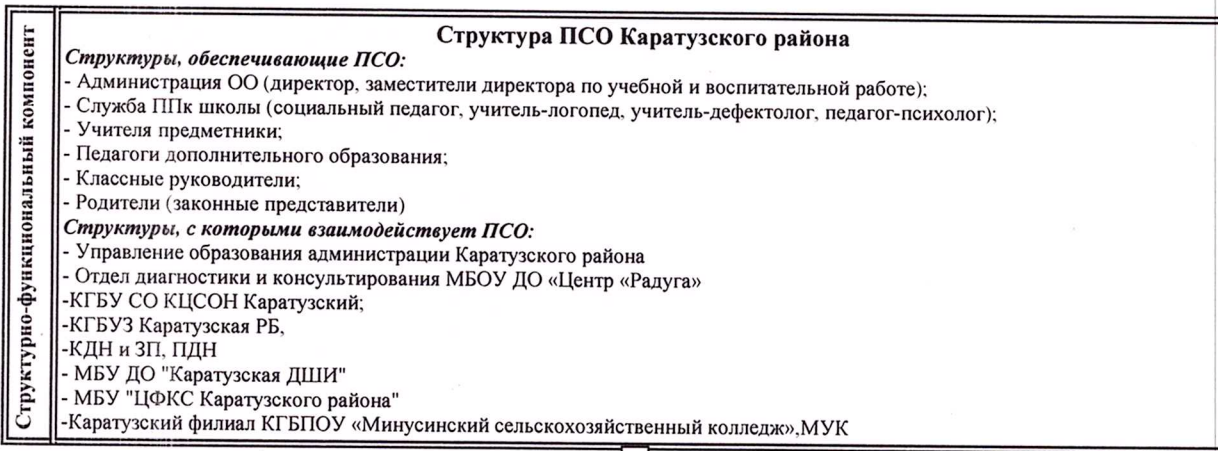 Структурно-функциональный компонент
Структура ПСО Каратузского района
Структуры, обеспечивающие ПСО:
- Администрация ОО (директор, заместители директора по учебной и воспитательной работе);
- Служба ППк школы (социальный педагог, учитель-логопед, учитель-дефектолог, педагог-психолог);
- Учителя предметники;
- Педагоги дополнительного образования;
- Классные руководители;
- Родители (законные представители)
Структуры, с которыми взаимодействует ПСО:
- Управление образования администрации Каратузского района
- Отдел диагностики и консультирования МБОУ ДО «Центр «Радуга»
-КГБУ СО КЦСОН Каратузский;
-КГБУЗ Каратузская РБ,
-КДН и ЗП, ПДН
- МБУ ДО "Каратузская ДШИ"
- МБУ "ЦФКС Каратузского района"
-Каратузский филиал КГБПОУ «Минусинский сельскохозяйственный колледж»,МУК